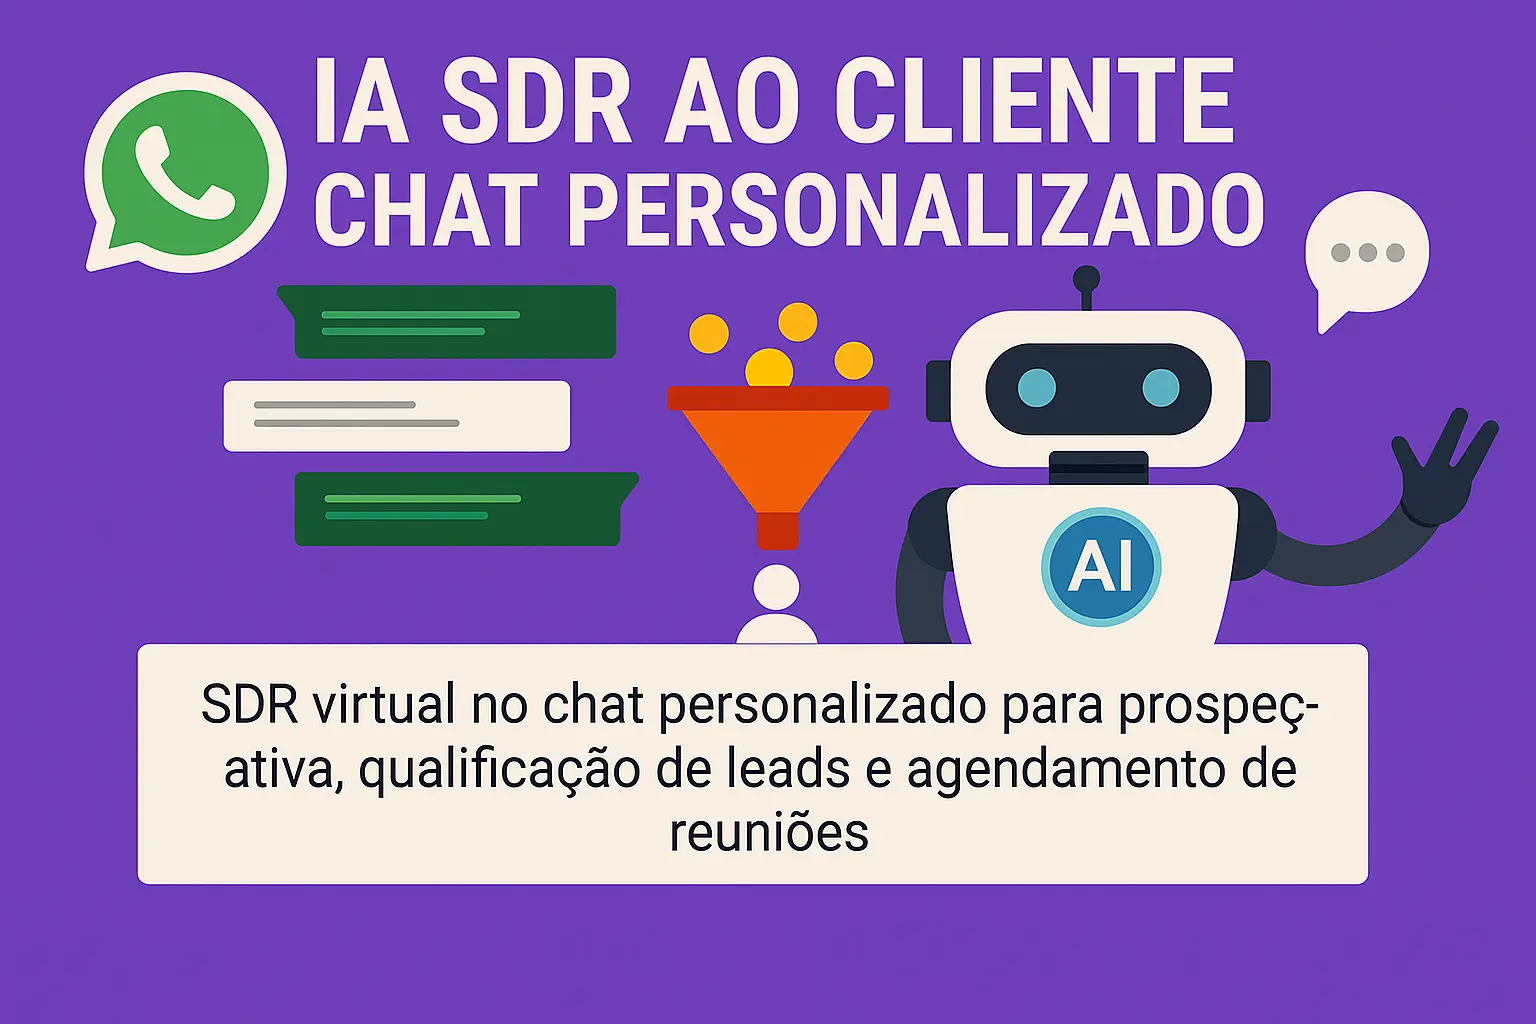 IA SDR AO CLIENTE
CHAT PERSONALIZADO
AI
SDR virtual no chat personalizado para prospeç-
ativa, qualificação de leads e agendamento de
reuniões